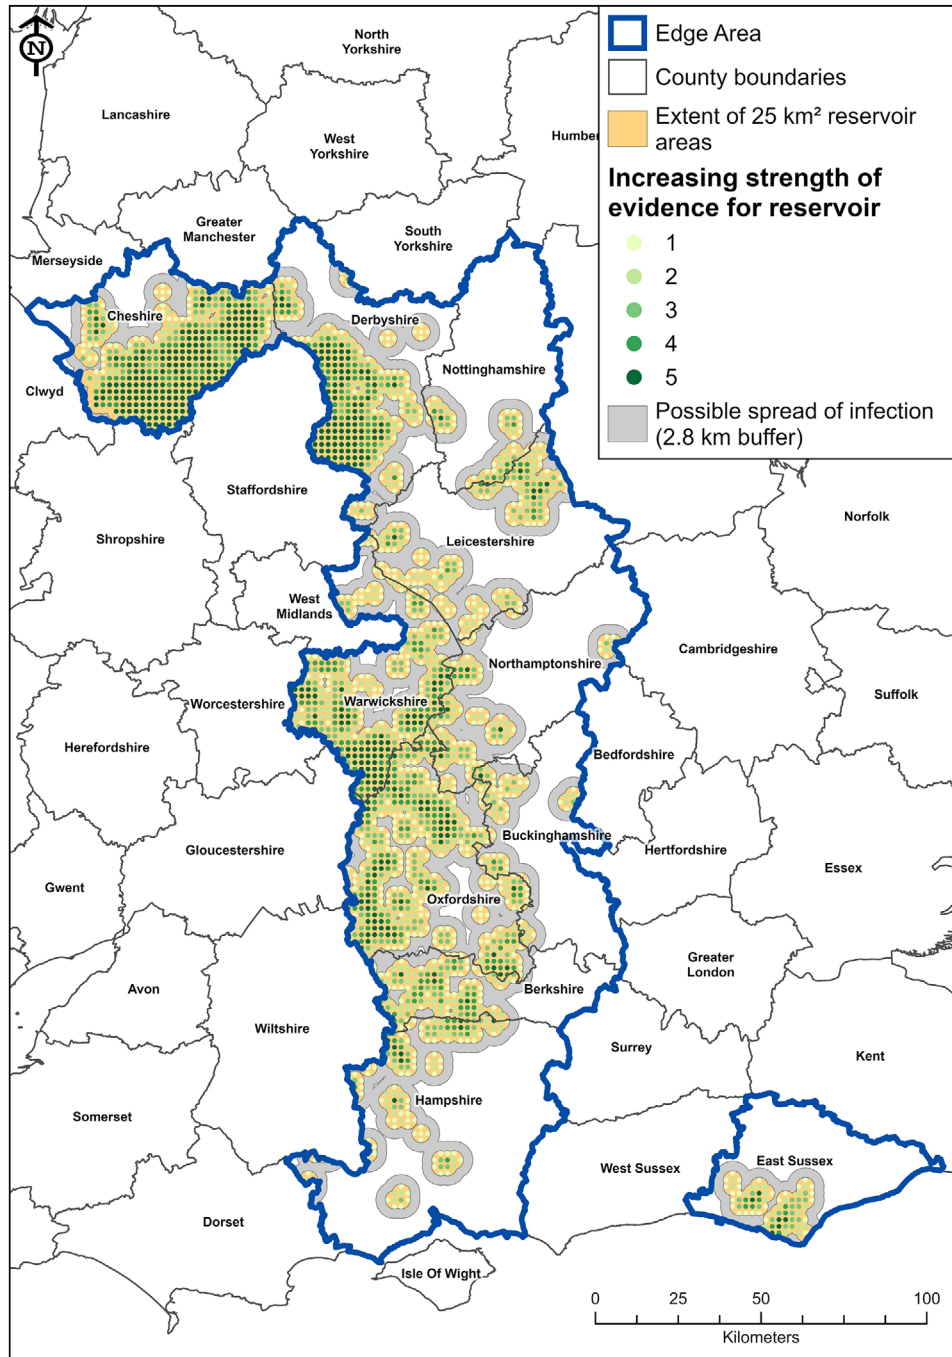 N
North
Yorkshire
Lancashire
West
Yorkshire
Humber
Greater
Manchester
South
Yorkshire
Merseyside
Cheshire
Derbyshire
Nottinghamshire
Clwyd
Staffordshire
Norfolk
Shropshire
Leicestershire
West
Midlands
Cambridgeshire
Northamptonshire
Suffolk
Worcestershire
Warwickshire
Herefordshire
Bedfordshire
Buckinghamshire
Hertfordshire
Gloucestershire
Essex
Gwent
Oxfordshire
Greater
London
Avon
Berkshire
Wiltshire
Surrey
Kent
Hampshire
Somerset
West Sussex
East Sussex
Dorset
Isle Of Wight
Edge Area
County boundaries
Extent of 25 km² reservoir
areas
Increasing strength of
evidence for reservoir
1
2
3
4
5
Possible spread of infection
(2.8 km buffer)
0 25 50 100
Kilometers